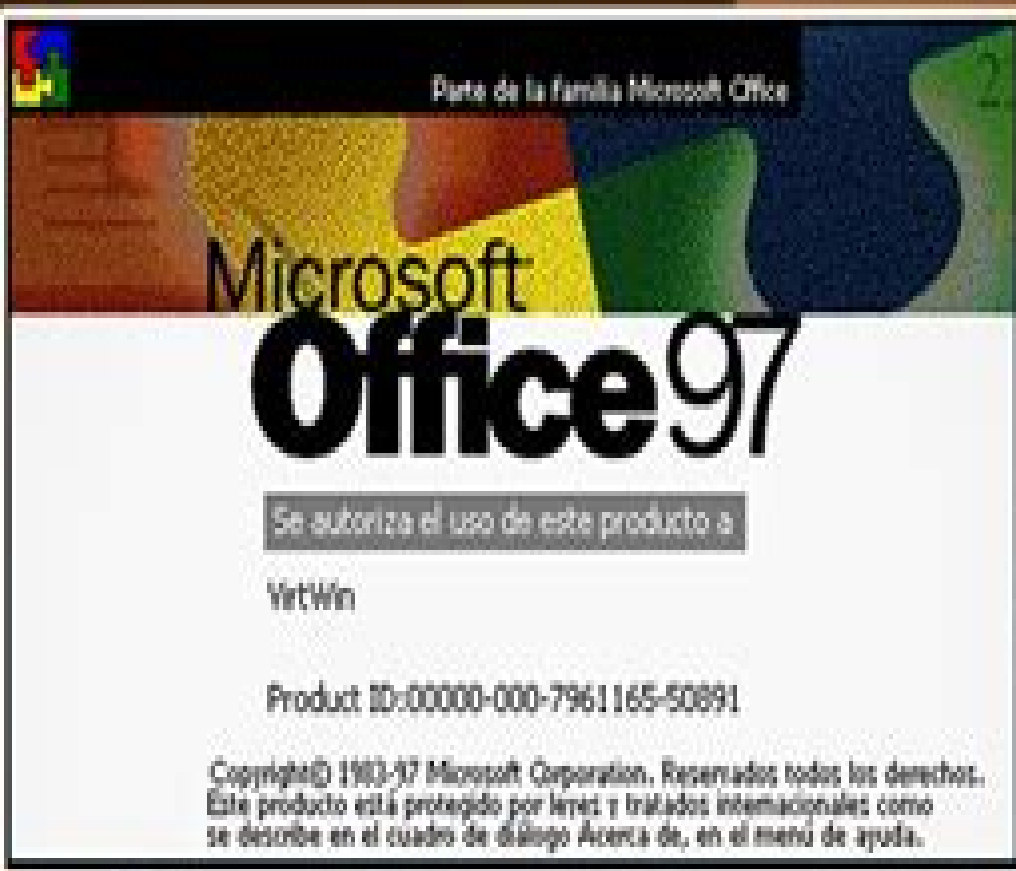 Parte de la familia Microsoft Office
Microsoft
Office 97
Se autoriza el uso de este producto a
VirtWin
Product ID:00000-000-7961165-50891
Copyright© 1983-97 Microsoft Corporation. Reservados todos los derechos.
Este producto está protegido por leyes y tratados internacionales como
se describe en el cuadro de diálogo Acerca de, en el menú de ayuda.